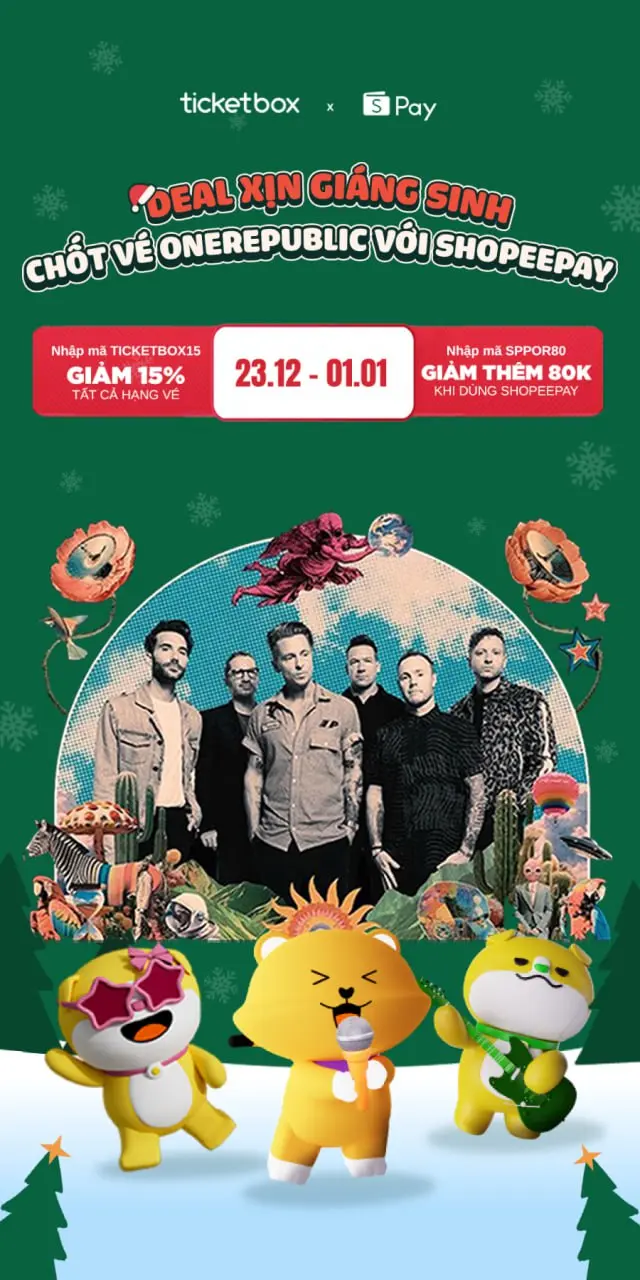 ticketbox x S Pay
DEAL XỊN GIÁNG SINH
CHỐT VÉ ONEREPUBLIC VỚI SHOPEEPAY
Nhập mã TICKETBOX15
GIẢM 15%
TẤT CẢ HẠNG VÉ
23.12 - 01.01
Nhập mã SPPOR80
GIẢM THÊM 80K
KHI DÙNG SHOPEEPAY